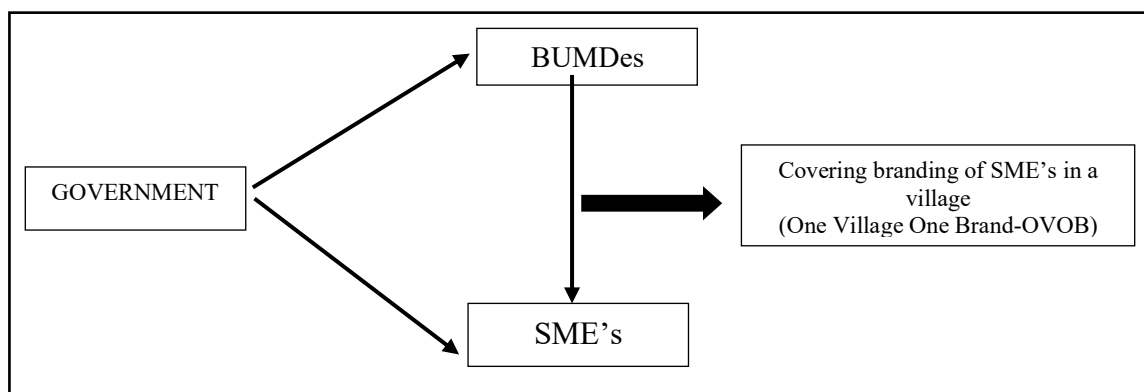 BUMDes
GOVERNMENT
Covering branding of SME’s in a
village
(One Village One Brand-OVOB)
SME’s